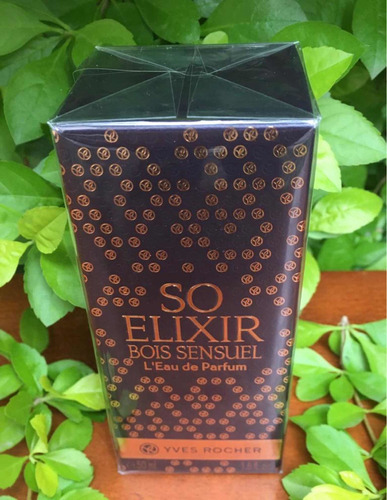 SO
ELIXIR
BOIS SENSUEL
L'Eau de Parfum
YVES ROCHER